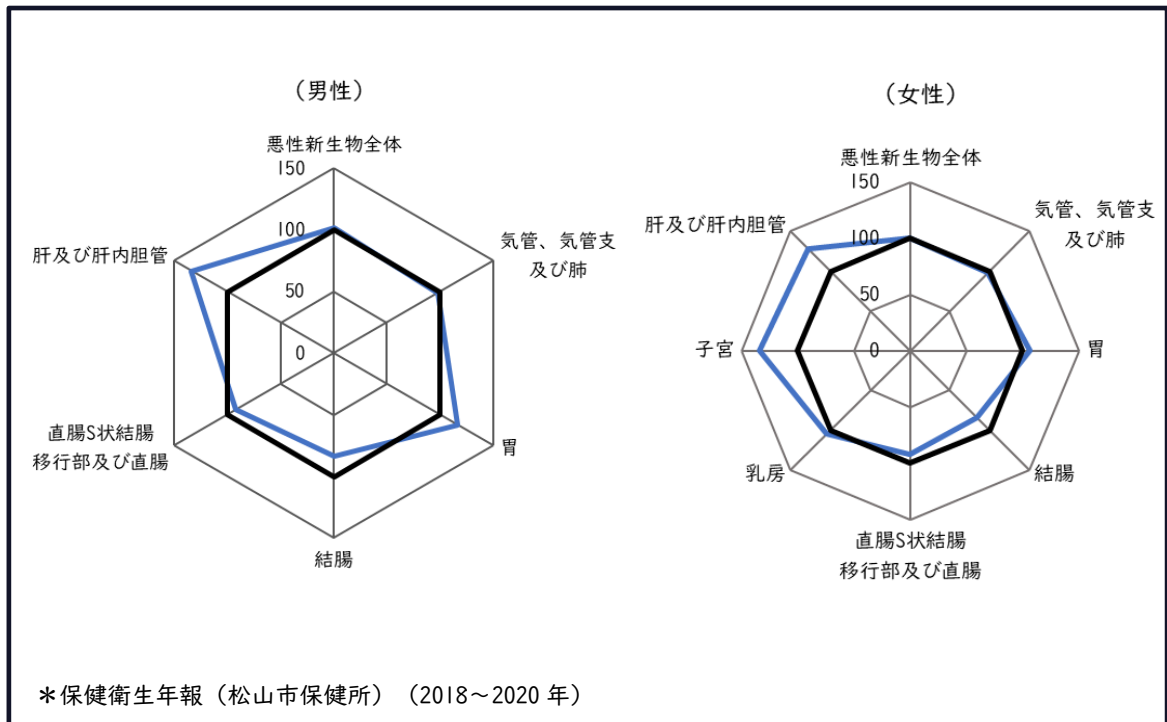 （男性）
悪性新生物全体
150
100
50
0
気管、気管支
及び肺
胃
結腸
直腸S状結腸
移行部及び直腸
肝及び肝内胆管
（女性）
悪性新生物全体
150
100
50
0
気管、気管支
及び肺
胃
結腸
直腸S状結腸
移行部及び直腸
乳房
子宮
肝及び肝内胆管
＊保健衛生年報（松山市保健所）（2018～2020 年）